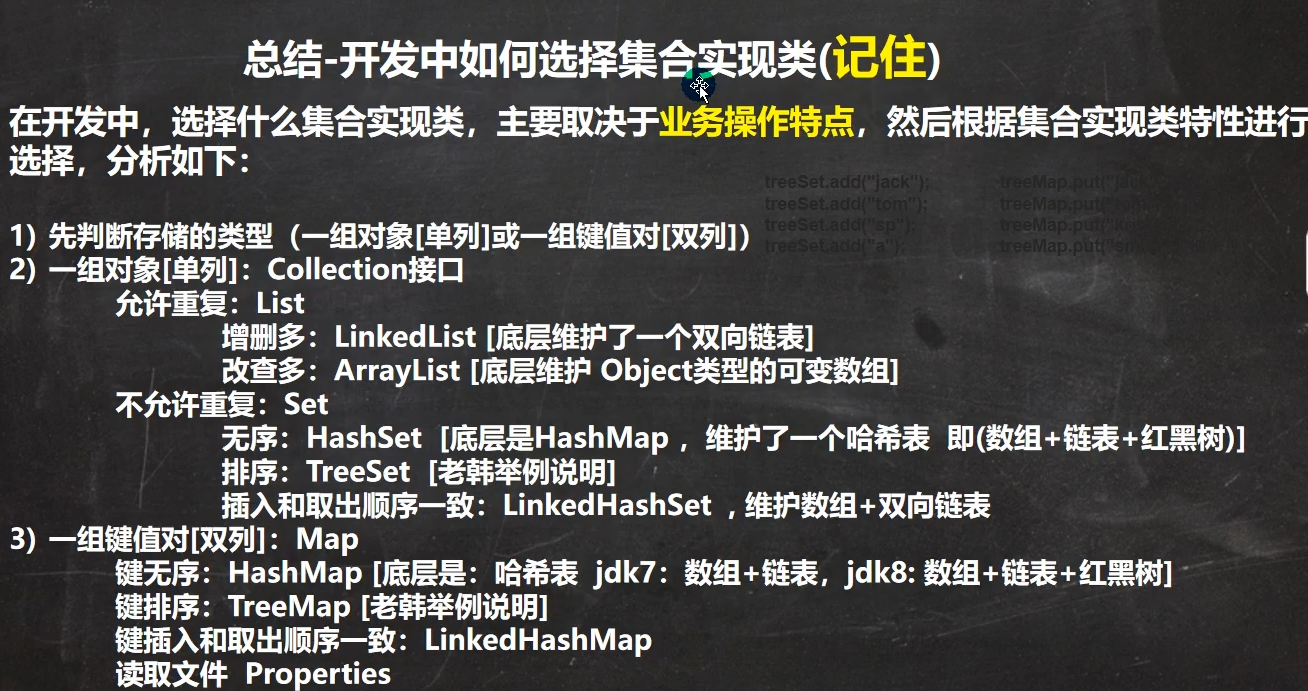 总结-开发中如何选择集合实现类(记住)
在开发中，选择什么集合实现类，主要取决于业务操作特点，然后根据集合实现类特性进行
选择，分析如下：
treeSet.add("jack");
treeSet.add("tom");
treeSet.add("sp");
treeSet.add("a");
treeMap.put("jack
treeMap.put(
treeMap.put(
treeMap.put("sm
1) 先判断存储的类型（一组对象[单列]或一组键值对[双列]）
2) 一组对象[单列]：Collection接口
允许重复：List
增删多：LinkedList [底层维护了一个双向链表]
改查多：ArrayList [底层维护 Object类型的可变数组]
不允许重复：Set
无序：HashSet [底层是HashMap ，维护了一个哈希表 即(数组+链表+红黑树)]
排序：TreeSet [老韩举例说明]
插入和取出顺序一致：LinkedHashSet , 维护数组+双向链表
3) 一组键值对[双列]：Map
键无序：HashMap [底层是：哈希表 jdk7：数组+链表，jdk8: 数组+链表+红黑树]
键排序：TreeMap [老韩举例说明]
键插入和取出顺序一致：LinkedHashMap
读取文件 Properties